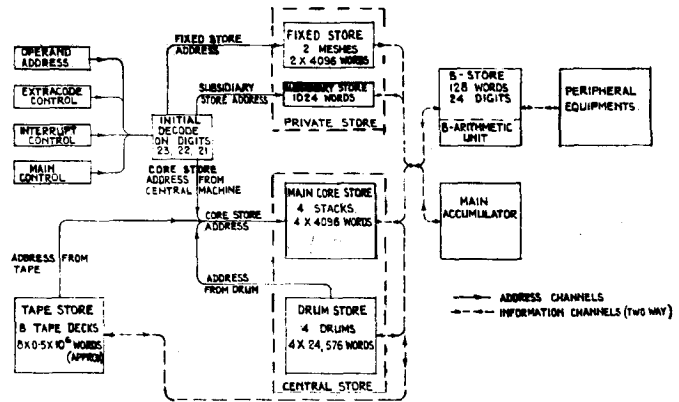 OPERAND
ADDRESS.
EXTRACODE
CONTROL
INTERRUPT
CONTROL
MAIN
CONTROL
INITIAL
DECODE
ON DIGITS
23, 22, 21
FIXED STORE
ADDRESS
SUBSIDIARY
STORE ADDRESS
CORE STORE
ADDRESS FROM
CENTRAL MACHINE
FIXED STORE
2 MESHES
2 X 4096 WORDS
SUBSIDIARY STORE
1024 WORDS
PRIVATE STORE
CORE STORE
ADDRESS
MAIN CORE STORE
4 STACKS.
4 X 4096 WORDS
ADDRESS
FROM DRUM
DRUM STORE
4 DRUMS
4 X 24,576 WORDS
CENTRAL STORE
ADDRESS FROM
TAPE
TAPE STORE
8 TAPE DECKS
8X0·5X10⁶ WORDS
(APPROX)
B-STORE
128 WORDS
24 DIGITS
B-ARITHMETIC
UNIT
PERIPHERAL
EQUIPMENTS.
MAIN
ACCUMULATOR
ADDRESS CHANNELS
INFORMATION CHANNELS (TWO WAY)